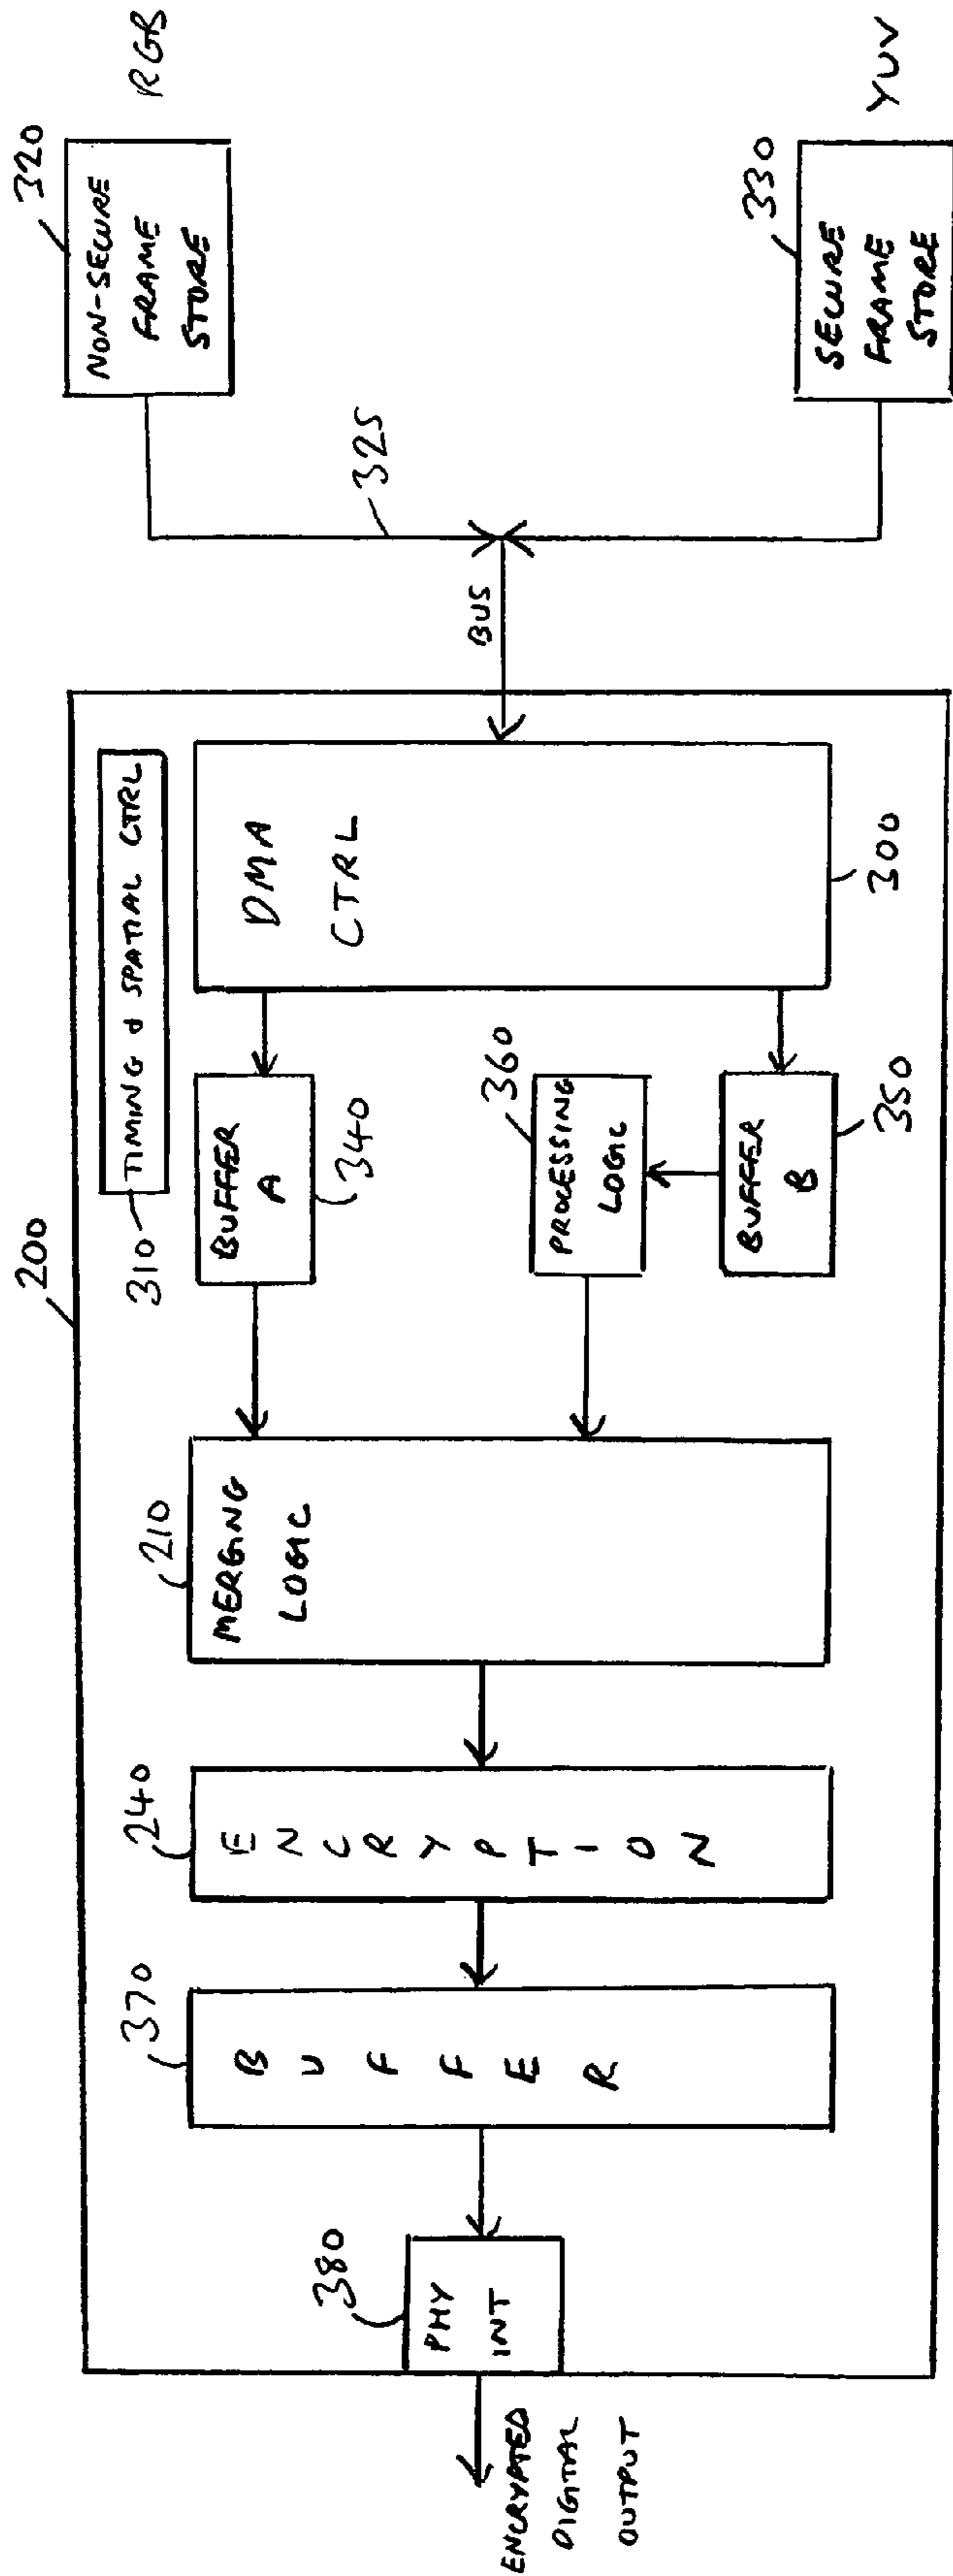 200
310
TIMING & SPATIAL CTRL
320
NON-SECURE
FRAME
STORE
RGB
325
BUS
330
SECURE
FRAME
STORE
YUV
DMA
CTRL
300
BUFFER
A
340
BUFFER
B
350
360
PROCESSING
LOGIC
210
MERGING
LOGIC
240
ENCRYPTION
370
BUFFER
380
PHY
INT
ENCRYPTED
DIGITAL
OUTPUT